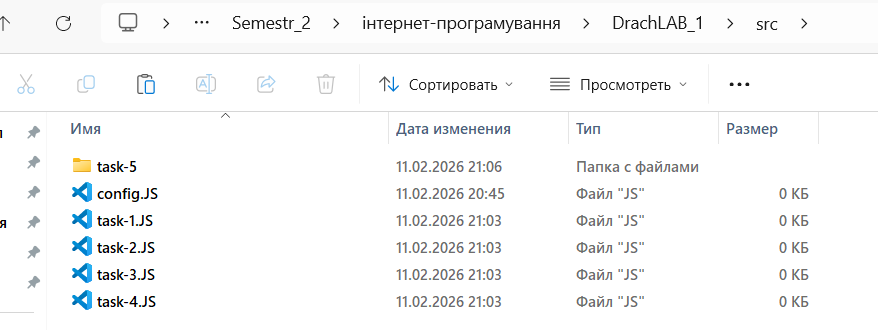 Semestr_2 інтернет-програмування DrachLAB_1 src
Сортировать Просмотреть
Имя Дата изменения Тип Размер
task-5 11.02.2026 21:06 Папка с файлами
config.JS 11.02.2026 20:45 Файл "JS" 0 КБ
task-1.JS 11.02.2026 21:03 Файл "JS" 0 КБ
task-2.JS 11.02.2026 21:03 Файл "JS" 0 КБ
task-3.JS 11.02.2026 21:03 Файл "JS" 0 КБ
task-4.JS 11.02.2026 21:03 Файл "JS" 0 КБ